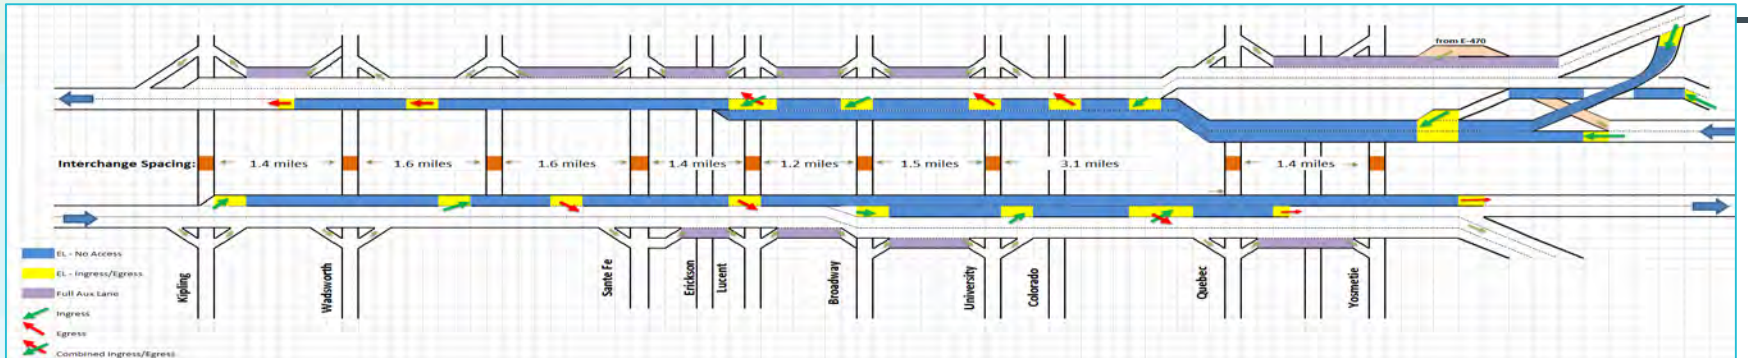 from E-470
Interchange Spacing: 1.4 miles 1.6 miles 1.6 miles 1.4 miles 1.2 miles 1.5 miles 3.1 miles 1.4 miles
EL - No Access
EL - Ingress/Egress
Full Aux Lane
Ingress
Egress
Combined Ingress/Egress
Kipling
Wadsworth
Sante Fe
Erickson
Lucent
Broadway
University
Colorado
Quebec
Yosmetie